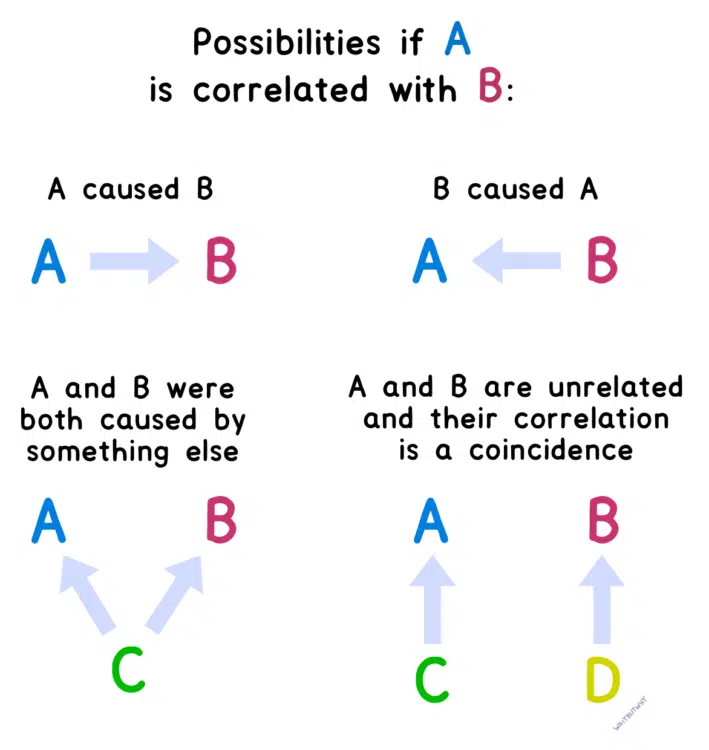 Possibilities if A
is correlated with B:
A caused B
A B
B caused A
A B
A and B were
both caused by
something else
A B
C
A and B are unrelated
and their correlation
is a coincidence
A B
C D
WAITBUTWHY